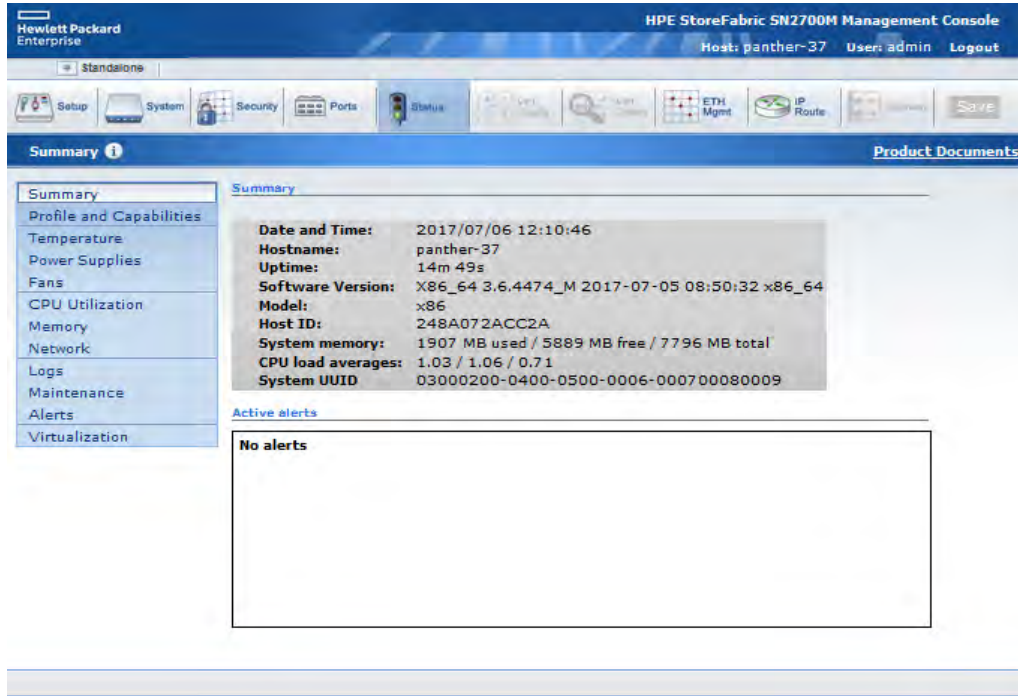 Hewlett Packard
Enterprise
HPE StoreFabric SN2700M Management Console
Host: panther-37 User: admin Logout
Standalone
Setup System Security Ports Status ETH Mgmt IP Route Save
Summary
Product Documents
Summary
Profile and Capabilities
Temperature
Power Supplies
Fans
CPU Utilization
Memory
Network
Logs
Maintenance
Alerts
Virtualization
Summary
Date and Time: 2017/07/06 12:10:46
Hostname: panther-37
Uptime: 14m 49s
Software Version: X86_64 3.6.4474_M 2017-07-05 08:50:32 x86_64
Model: x86
Host ID: 248A072ACC2A
System memory: 1907 MB used / 5889 MB free / 7796 MB total
CPU load averages: 1.03 / 1.06 / 0.71
System UUID 03000200-0400-0500-0006-000700080009
Active alerts
No alerts